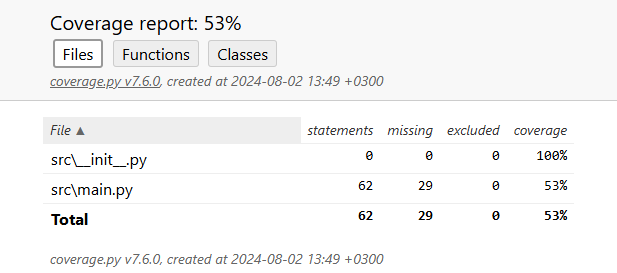 Coverage report: 53%
Files Functions Classes
coverage.py v7.6.0, created at 2024-08-02 13:49 +0300
File ▲ statements missing excluded coverage
src\__init__.py 0 0 0 100%
src\main.py 62 29 0 53%
Total 62 29 0 53%
coverage.py v7.6.0, created at 2024-08-02 13:49 +0300